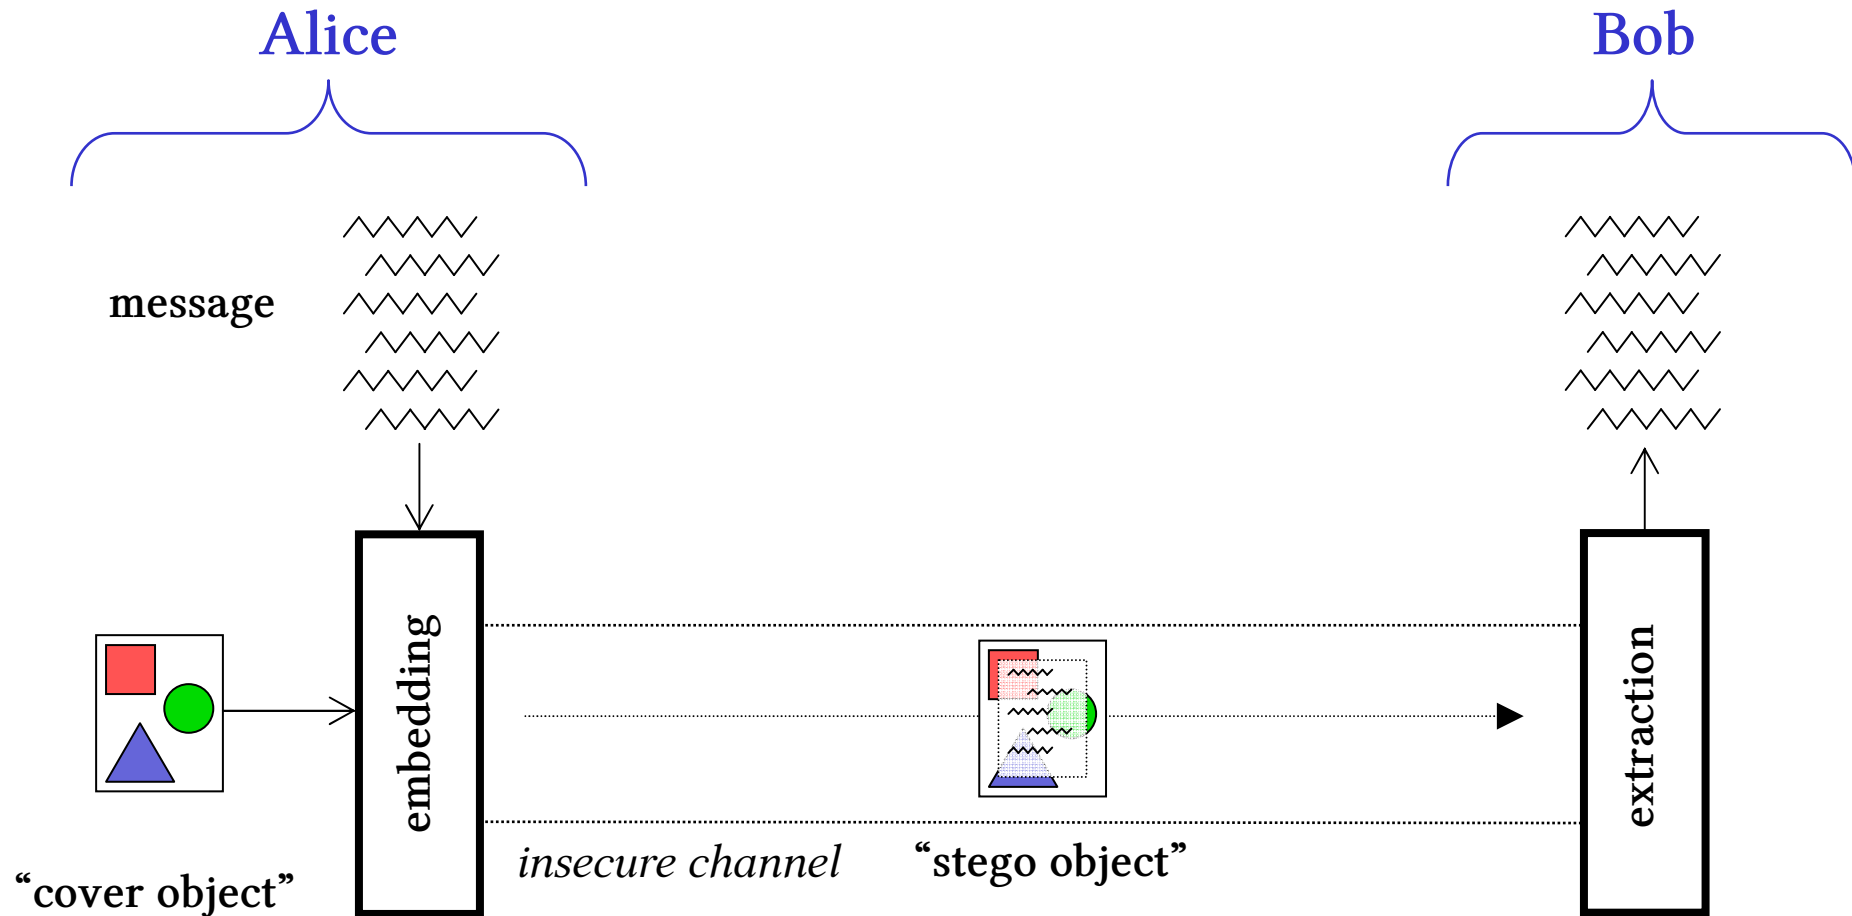 Alice
Bob
message
embedding
extraction
insecure channel
“stego object”
“cover object”